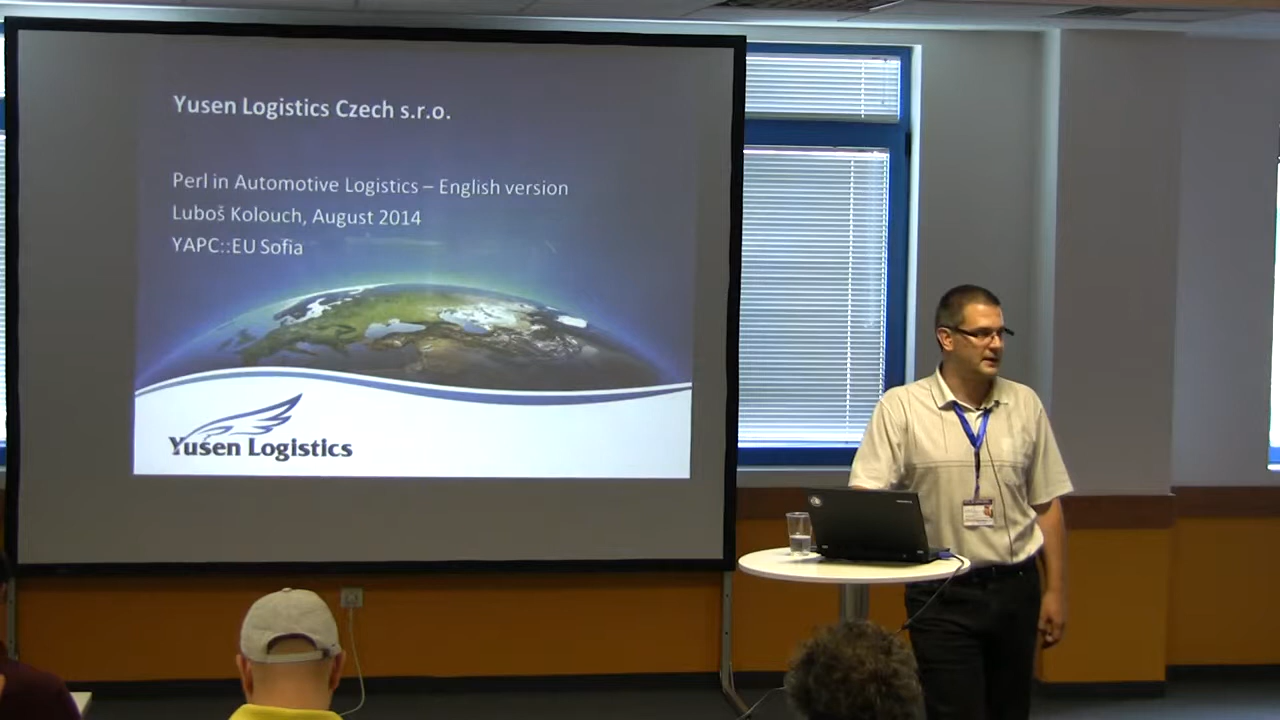 Yusen Logistics Czech s.r.o.
Perl in Automotive Logistics – English version
Luboš Kolouch, August 2014
YAPC::EU Sofia
Yusen Logistics